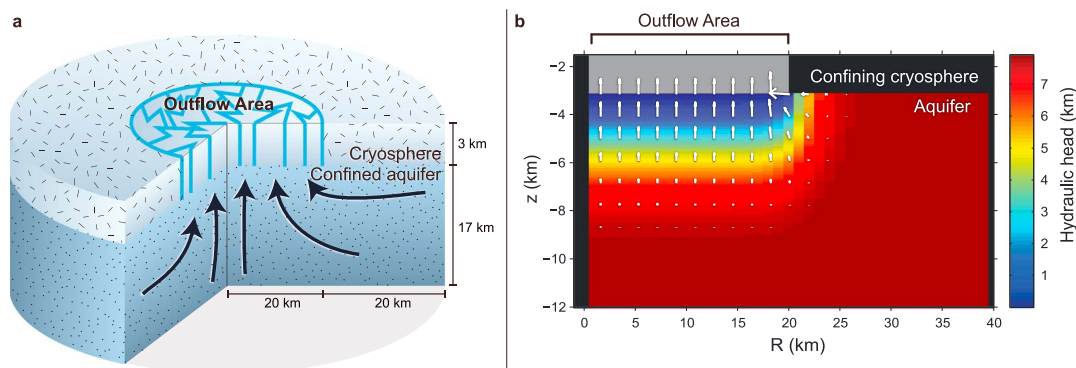 a
Outflow Area
Cryosphere
Confined aquifer
3 km
17 km
20 km
20 km
b
Outflow Area
Confining cryosphere
Aquifer
−2
−4
−6
−8
−10
−12
z (km)
0
5
10
15
20
25
30
35
40
R (km)
7
6
5
4
3
2
1
Hydraulic head (km)